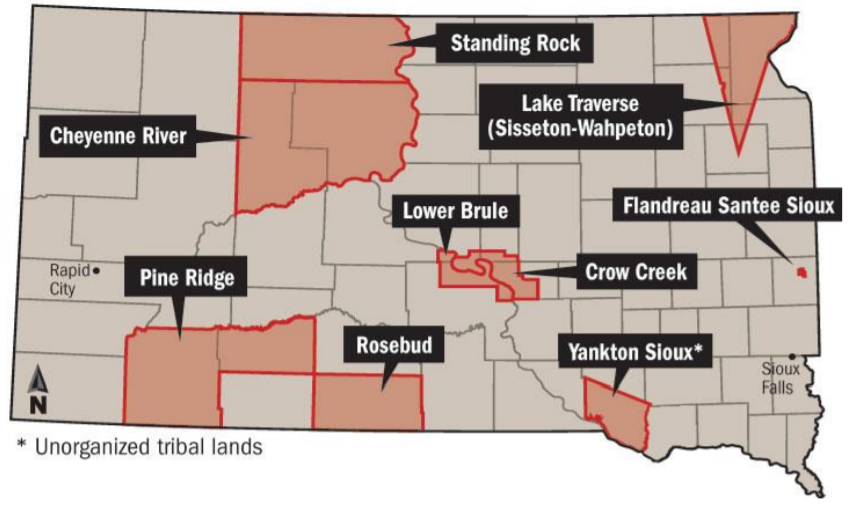 Standing Rock
Lake Traverse
(Sisseton-Wahpeton)
Cheyenne River
Lower Brule
Flandreau Santee Sioux
Rapid
City
Pine Ridge
Crow Creek
Rosebud
Yankton Sioux*
Sioux
Falls
N
* Unorganized tribal lands